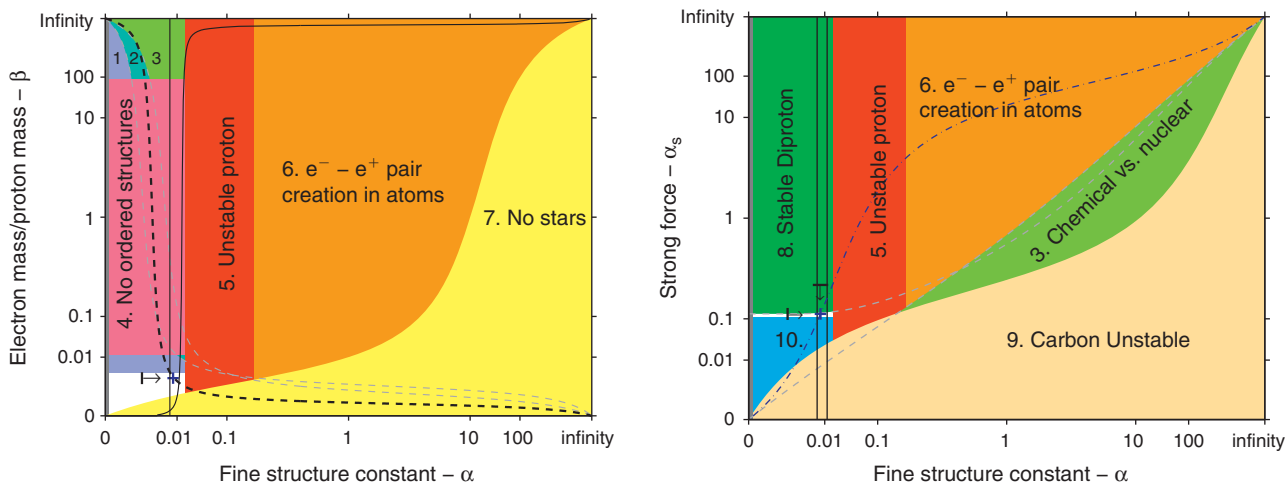 Infinity
100
10
1
0.1
0.01
0
Electron mass/proton mass – β
1
2
3
4. No ordered structures
5. Unstable proton
6. e⁻ – e⁺ pair
creation in atoms
7. No stars
0
0.01
0.1
1
10
100
infinity
Fine structure constant – α
Infinity
100
10
1
0.1
0.01
0
Strong force – αₛ
8. Stable Diproton
5. Unstable proton
6. e⁻ – e⁺ pair
creation in atoms
3. Chemical vs. nuclear
10.
9. Carbon Unstable
0
0.01
0.1
1
10
100
infinity
Fine structure constant – α